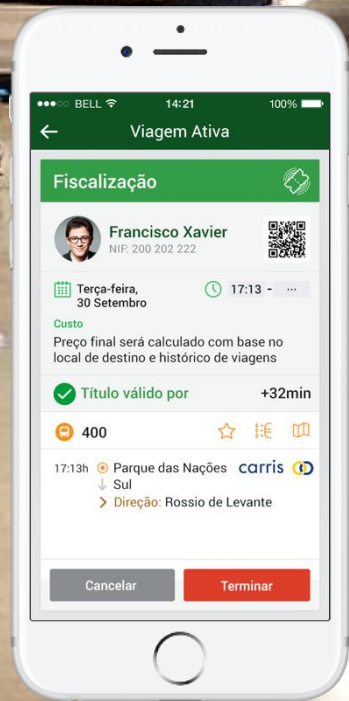 BELL 14:21 100%
Viagem Ativa
Fiscalização
Francisco Xavier
NIF: 200 202 222
Terça-feira, 17:13 - ...
30 Setembro
Custo
Preço final será calculado com base no
local de destino e histórico de viagens
Título válido por +32min
400
17:13h Parque das Nações carris
Sul
Direção: Rossio de Levante
Cancelar Terminar